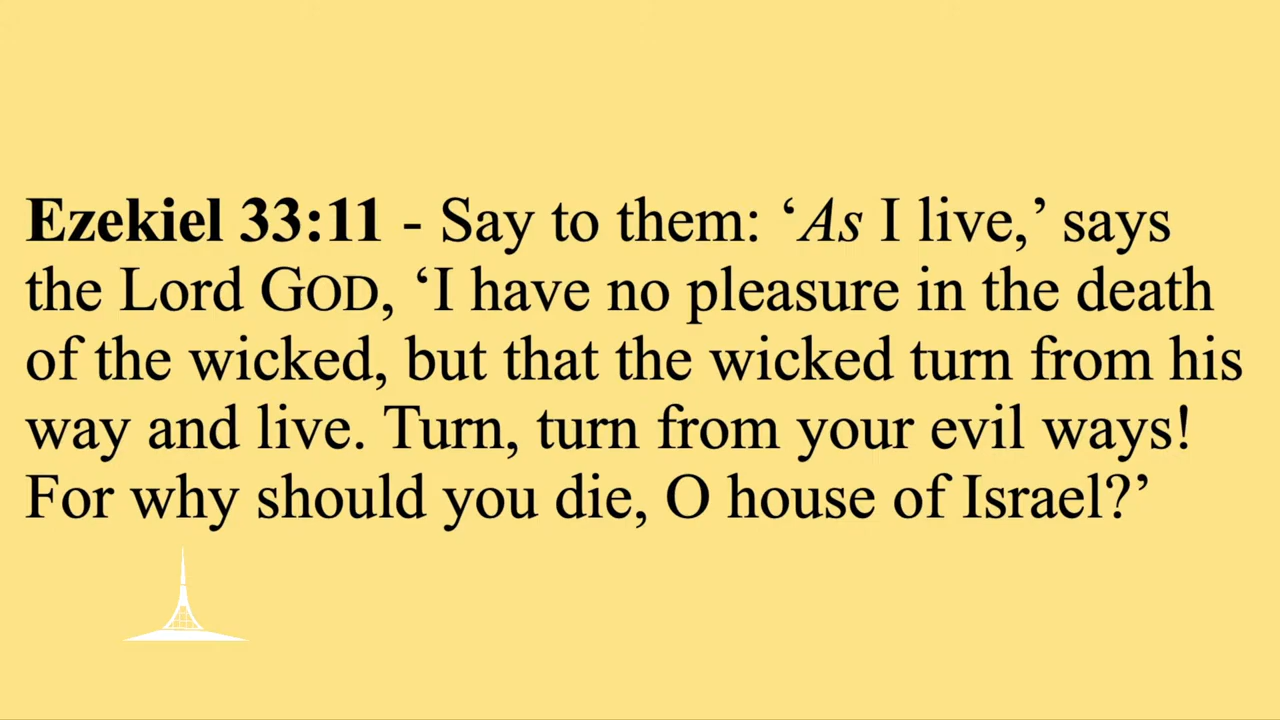 Ezekiel 33:11 - Say to them: ‘As I live,’ says
the Lord GOD, ‘I have no pleasure in the death
of the wicked, but that the wicked turn from his
way and live. Turn, turn from your evil ways!
For why should you die, O house of Israel?’